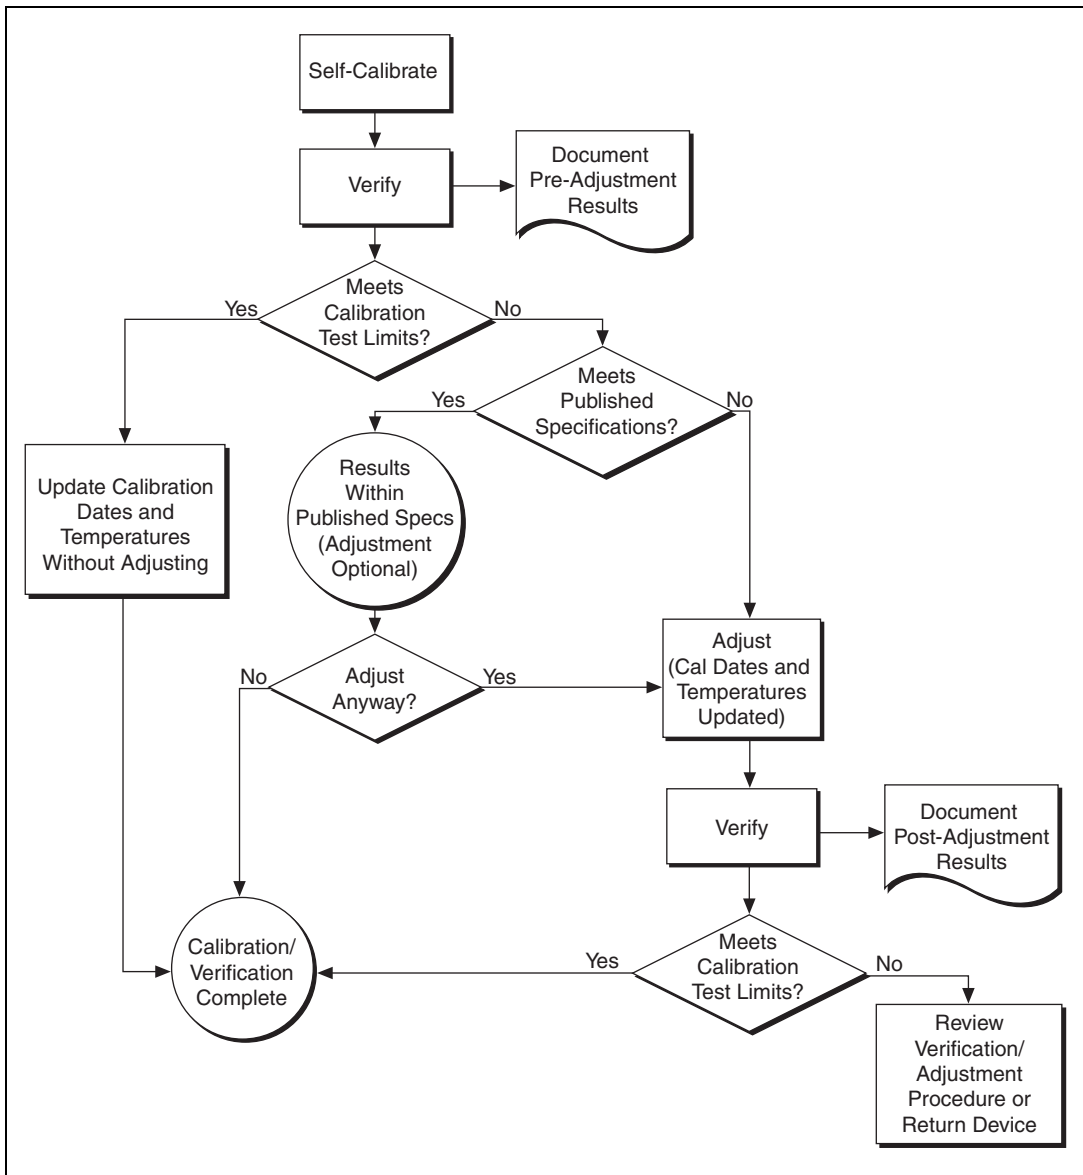 Self-Calibrate
Verify
Document
Pre-Adjustment
Results
Meets
Calibration
Test Limits?
Yes
No
Meets
Published
Specifications?
Yes
No
Update Calibration
Dates and
Temperatures
Without Adjusting
Results
Within
Published Specs
(Adjustment
Optional)
Adjust
Anyway?
No
Yes
Adjust
(Cal Dates and
Temperatures
Updated)
Verify
Document
Post-Adjustment
Results
Meets
Calibration
Test Limits?
Yes
No
Calibration/
Verification
Complete
Review
Verification/
Adjustment
Procedure or
Return Device